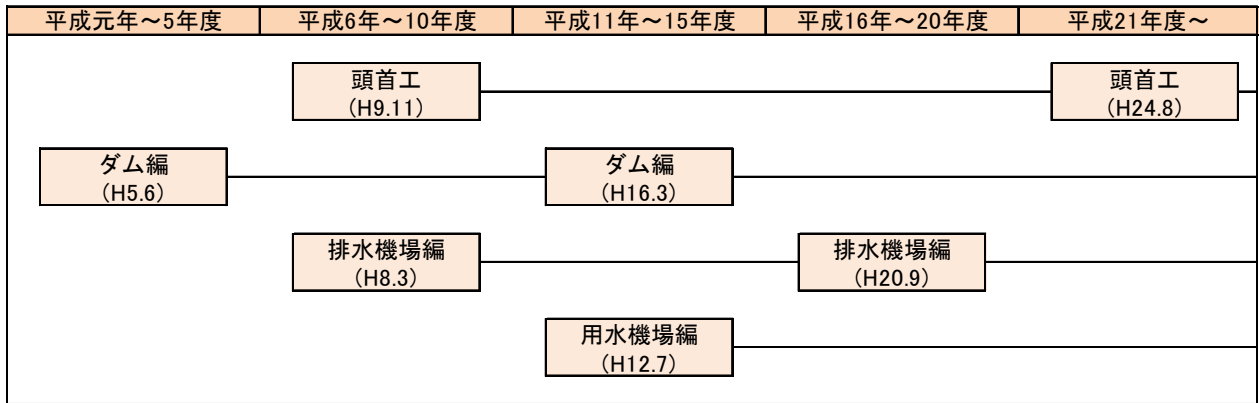 平成元年～5年度 平成6年～10年度 平成11年～15年度 平成16年～20年度 平成21年度～
頭首工 頭首工
(H9.11) (H24.8)
ダム編 ダム編
(H5.6) (H16.3)
排水機場編 排水機場編
(H8.3) (H20.9)
用水機場編
(H12.7)